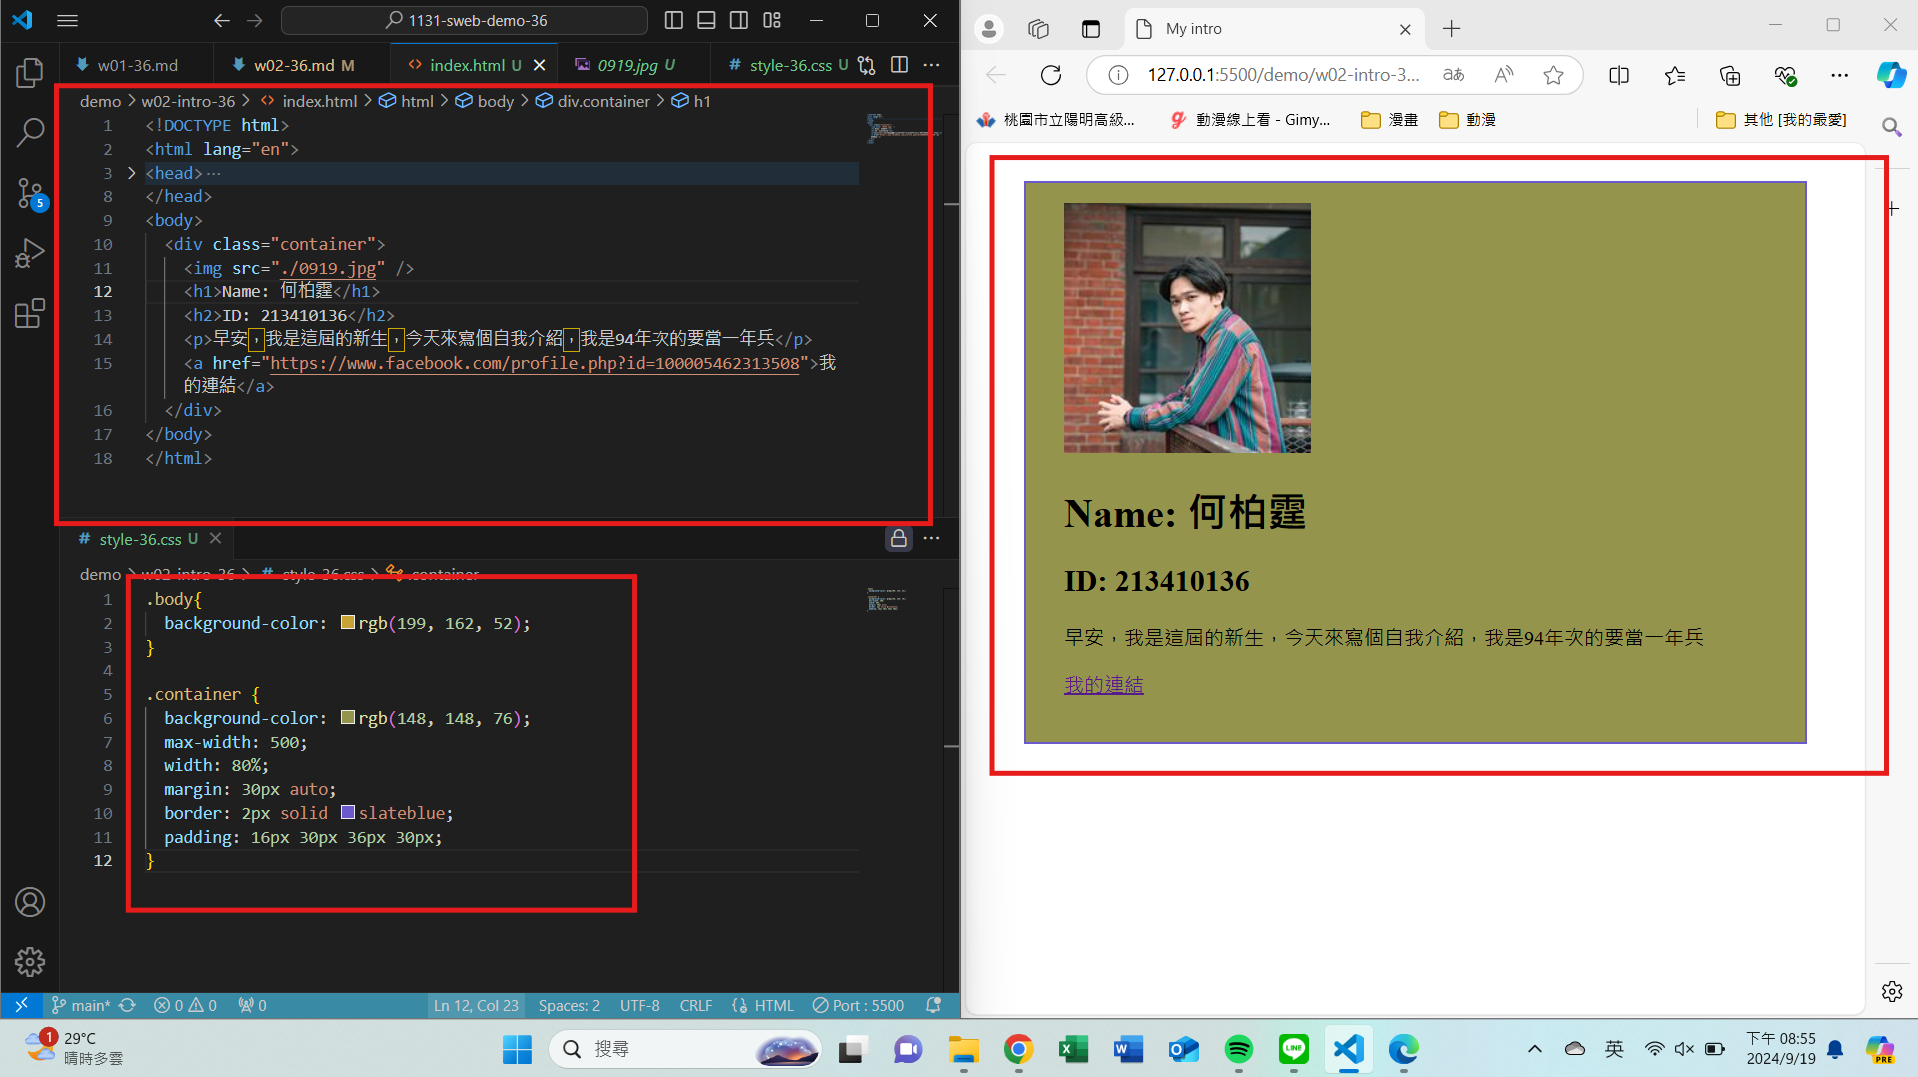 1131-sweb-demo-36
w01-36.md
w02-36.md M
index.html U
0919.jpg U
# style-36.css U
demo > w02-intro-36 > index.html > html > body > div.container > h1
1 <!DOCTYPE html>
2 <html lang="en">
3 <head>…
8 </head>
9 <body>
10 <div class="container">
11 <img src="./0919.jpg" />
12 <h1>Name: 何柏霆</h1>
13 <h2>ID: 213410136</h2>
14 <p>早安，我是這屆的新生，今天來寫個自我介紹，我是94年次的要當一年兵</p>
15 <a href="https://www.facebook.com/profile.php?id=100005462313508">我
的連結</a>
16 </div>
17 </body>
18 </html>
# style-36.css U
demo > w02-intro-36 > # style-36.css > .container
1 .body{
2 background-color: rgb(199, 162, 52);
3 }
4
5 .container {
6 background-color: rgb(148, 148, 76);
7 max-width: 500;
8 width: 80%;
9 margin: 30px auto;
10 border: 2px solid slateblue;
11 padding: 16px 30px 36px 30px;
12 }
5
main* 0 0 0 Ln 12, Col 23 Spaces: 2 UTF-8 CRLF HTML Port : 5500
My intro
127.0.0.1:5500/demo/w02-intro-3...
aあ
桃園市立陽明高級...
動漫線上看 - Gimy...
漫畫
動漫
其他 [我的最愛]
Name: 何柏霆
ID: 213410136
早安，我是這屆的新生，今天來寫個自我介紹，我是94年次的要當一年兵
我的連結
1
29°C
晴時多雲
搜尋
LINE
英
下午 08:55
2024/9/19
PRE